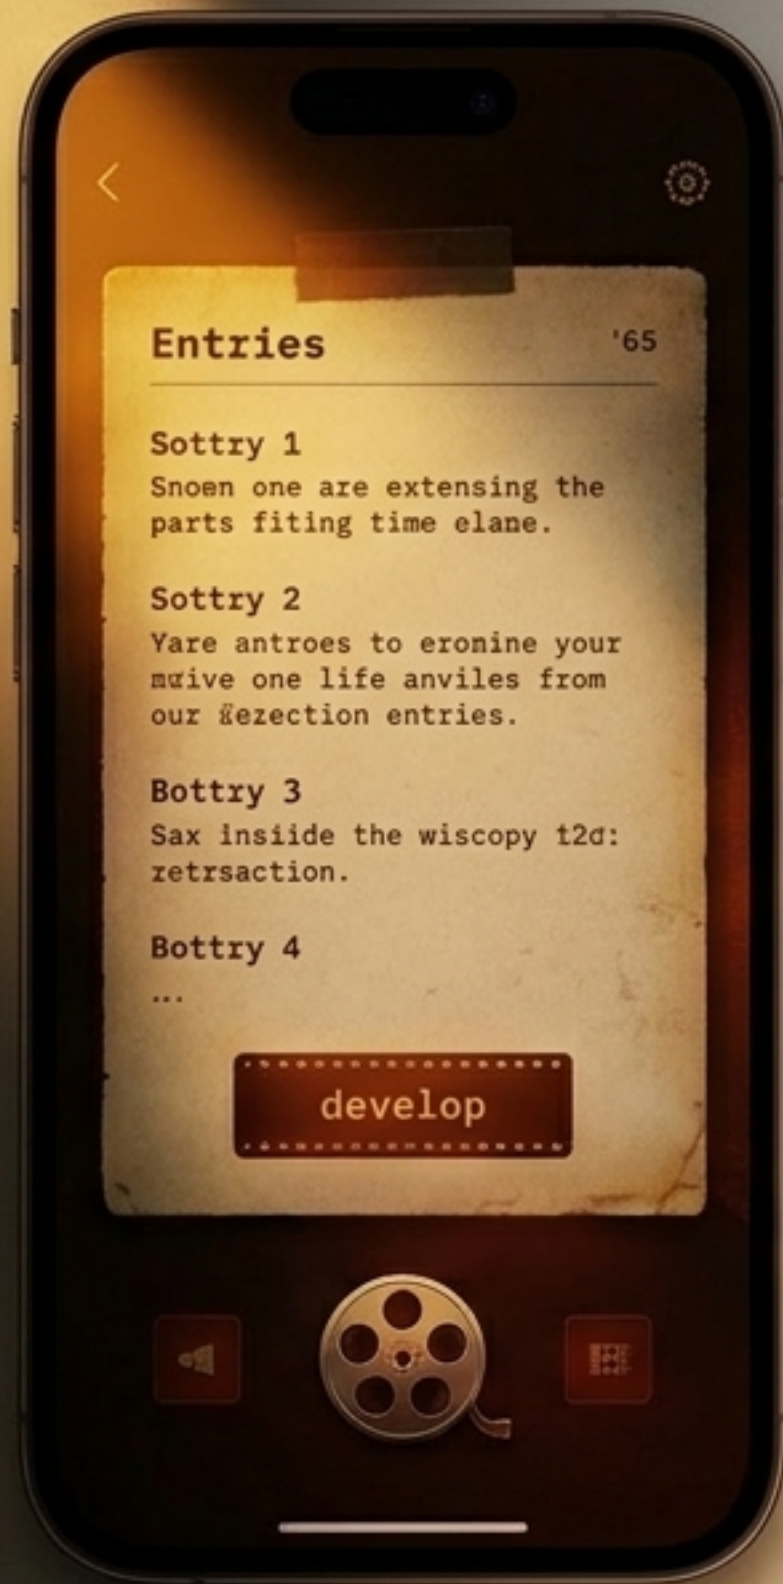 Entries '65
Sottry 1
Snoen one are extensing the
parts fiting time elane.
Sottry 2
Yare antroes to eronine your
one life anviles from
our entries.
Bottry 3
Sax insiide the wiscopy
retrsaction.
Bottry 4
...
develop